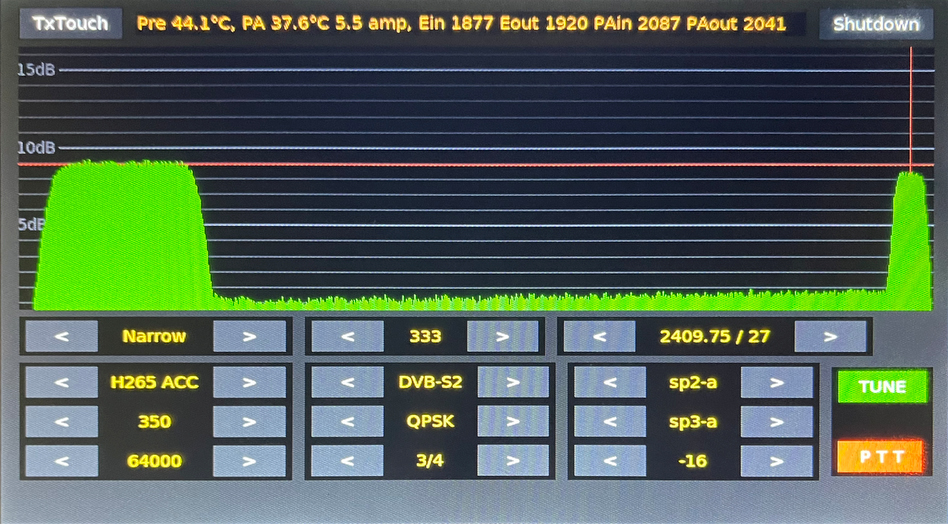 TxTouch Pre 44.1°C, PA 37.6°C 5.5 amp, Ein 1877 Eout 1920 PAin 2087 PAout 2041 Shutdown
15dB
10dB
5dB
< Narrow > < 333 > < 2409.75 / 27 >
< H265 ACC > < DVB-S2 > < sp2-a > TUNE
< 350 > < QPSK > < sp3-a >
< 64000 > < 3/4 > < -16 > P T T